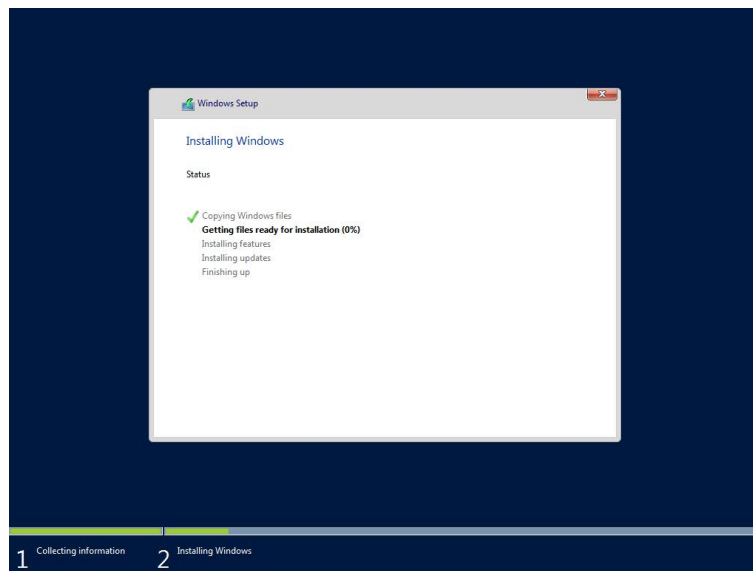 Windows Setup
Installing Windows
Status
Copying Windows files
Getting files ready for installation (0%)
Installing features
Installing updates
Finishing up
1 Collecting information
2 Installing Windows